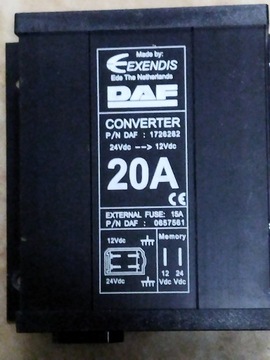 Made by:
EXENDIS
Ede The Netherlands
DAF
CONVERTER
P/N DAF : 1726282
24Vdc --> 12Vdc
20A
CE
EXTERNAL FUSE: 15A
P/N DAF : 0657561
12Vdc Memory
24Vdc
12 24
Vdc Vdc